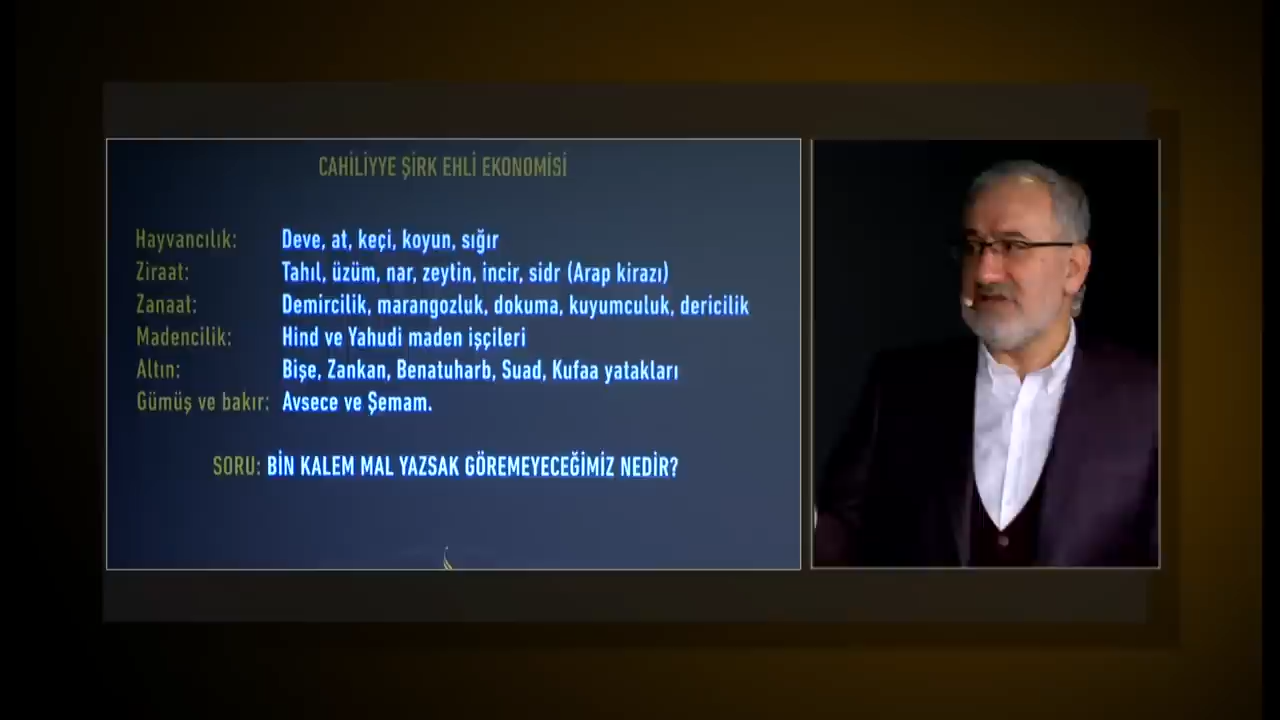 CAHİLİYYE ŞİRK EHLİ EKONOMİSİ
Hayvancılık: Deve, at, keçi, koyun, sığır
Ziraat: Tahıl, üzüm, nar, zeytin, incir, sidr (Arap kirazı)
Zanaat: Demircilik, marangozluk, dokuma, kuyumculuk, dericilik
Madencilik: Hind ve Yahudi maden işçileri
Altın: Bişe, Zankan, Benatuharb, Suad, Kufaa yatakları
Gümüş ve bakır: Avsece ve Şemam.
SORU: BİN KALEM MAL YAZSAK GÖREMEYECEĞİMİZ NEDİR?